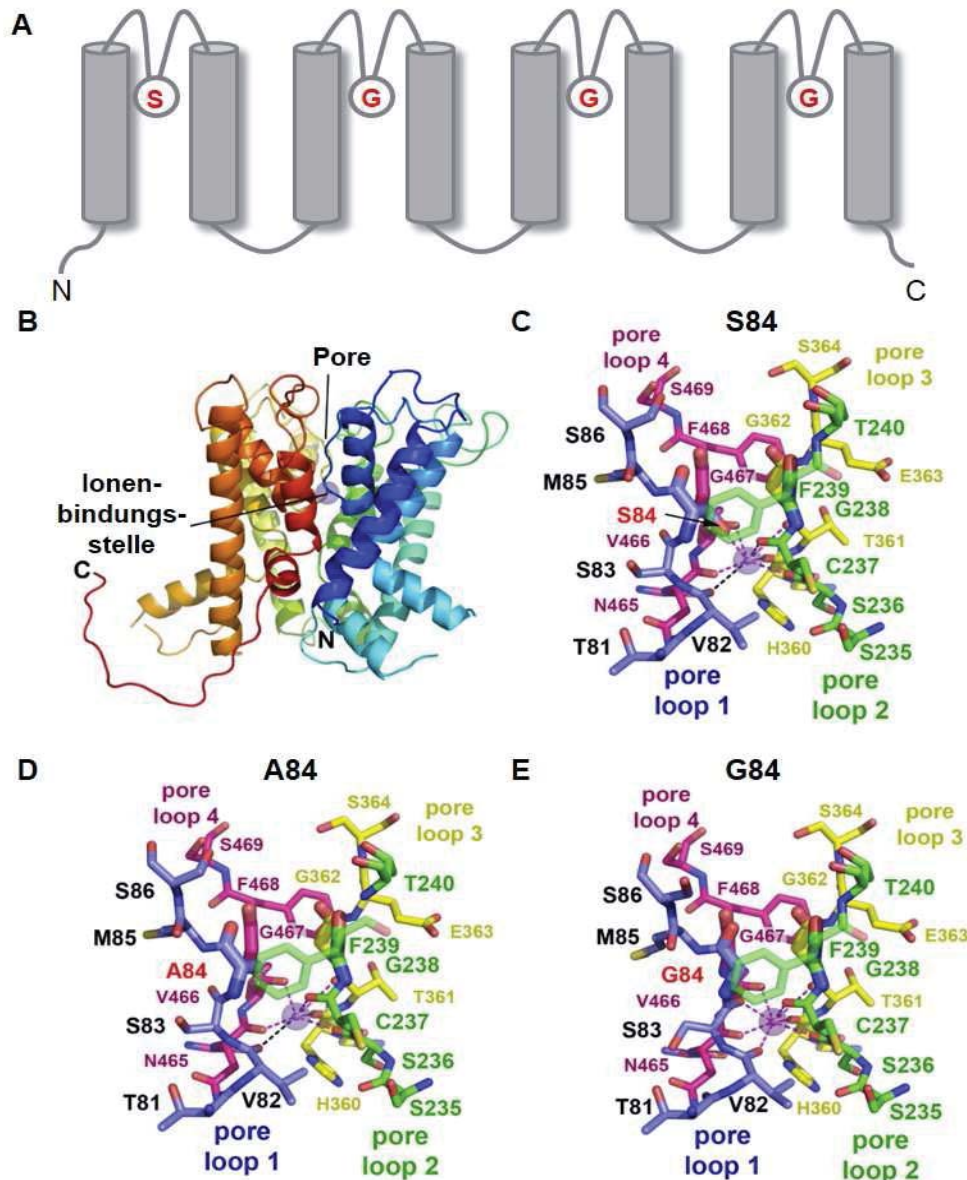 A
S
G
G
G
N
C
B
Pore
Ionen-
bindungs-
stelle
C
N
C
S84
pore
loop 4
S364
pore
loop 3
S469
S86
F468
G362
T240
M85
G467
E363
F239
S84
G238
V466
T361
S83
C237
N465
S236
T81
V82
H360
S235
pore
loop 1
pore
loop 2
D
A84
pore
loop 4
S364
pore
loop 3
S469
S86
F468
G362
T240
M85
G467
E363
F239
A84
G238
V466
T361
S83
C237
N465
S236
T81
V82
H360
S235
pore
loop 1
pore
loop 2
E
G84
pore
loop 4
S364
pore
loop 3
S469
S86
F468
G362
T240
M85
G467
E363
F239
G84
G238
V466
T361
S83
C237
N465
S236
T81
V82
H360
S235
pore
loop 1
pore
loop 2